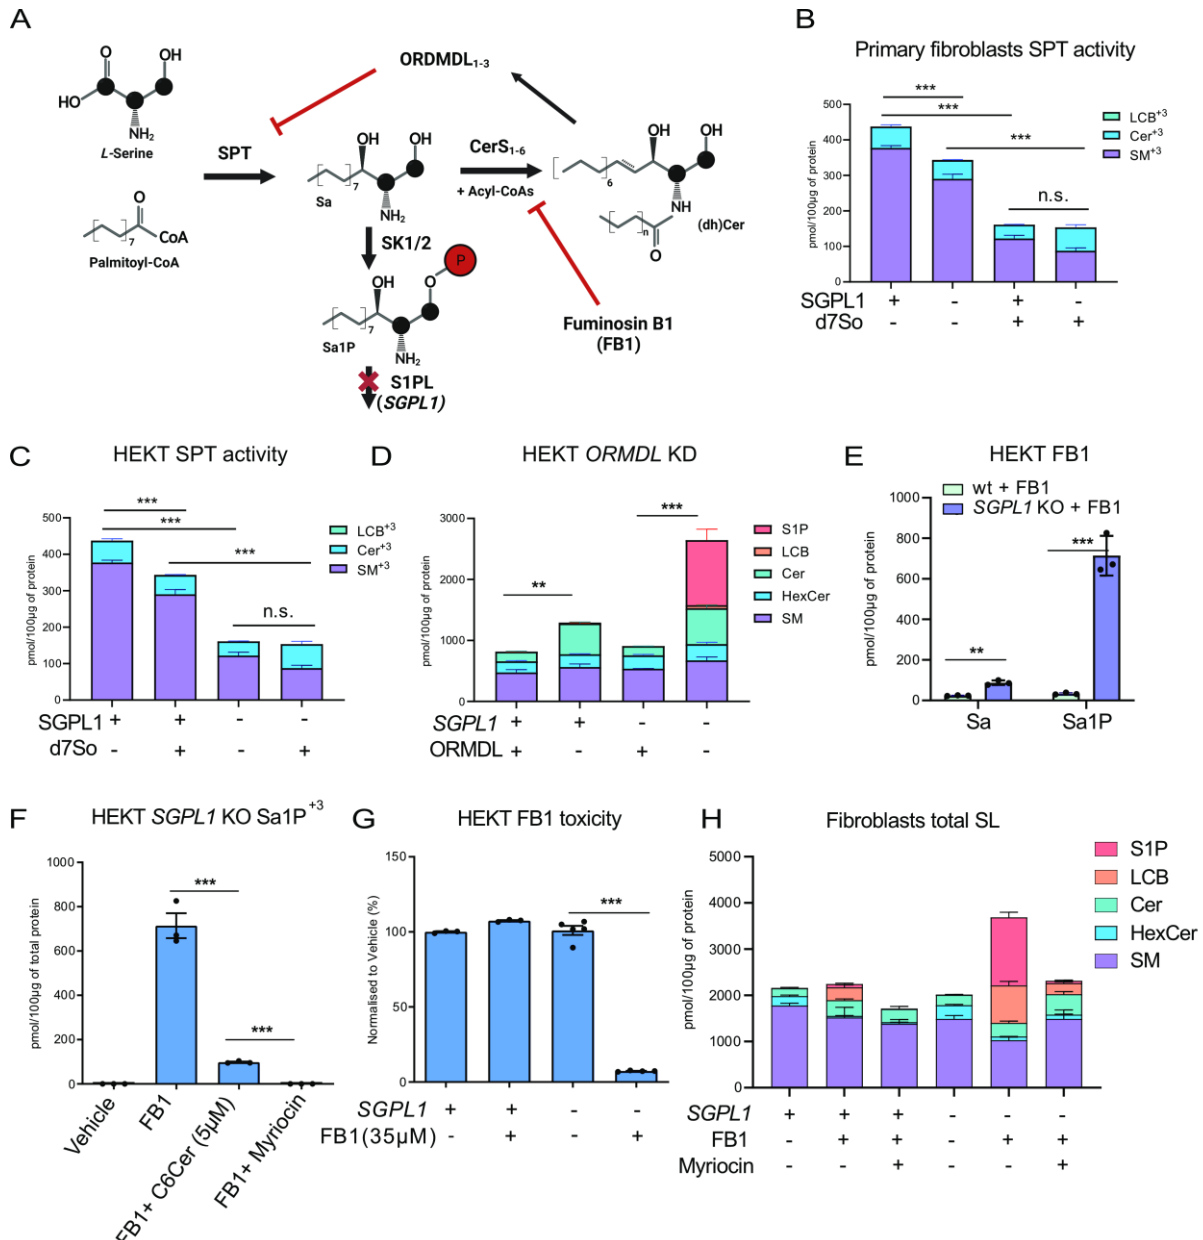 A
O
OH
HO
NH₂
L-Serine
SPT
O
7
CoA
Palmitoyl-CoA
ORDMDL₁₋₃
OH
OH
7
Sa
NH₂
CerS₁₋₆
+ Acyl-CoAs
OH
OH
6
NH
n
O
(dh)Cer
SK1/2
P
OH
O
7
Sa1P
NH₂
S1PL
(SGPL1)
Fuminosin B1
(FB1)
B
Primary fibroblasts SPT activity
pmol/100µg of protein
500
400
300
200
100
0
***
***
***
n.s.
LCB⁺³
Cer⁺³
SM⁺³
SGPL1 + - + -
d7So - - + +
C
HEKT SPT activity
pmol/100µg of protein
500
400
300
200
100
0
***
***
***
n.s.
LCB⁺³
Cer⁺³
SM⁺³
SGPL1 + + - -
d7So - + - +
D
HEKT ORMDL KD
pmol/100µg of protein
3000
2000
1000
0
**
***
S1P
LCB
Cer
HexCer
SM
SGPL1 + + - -
ORMDL + - + -
E
HEKT FB1
wt + FB1
SGPL1 KO + FB1
pmol/100µg of protein
1000
800
600
400
200
0
**
***
Sa
Sa1P
F
HEKT SGPL1 KO Sa1P⁺³
pmol/100µg of total protein
1000
800
600
400
200
0
***
***
Vehicle
FB1
FB1+ C6Cer (5µM)
FB1+ Myriocin
G
HEKT FB1 toxicity
Normalised to Vehicle (%)
150
100
50
0
***
SGPL1 + + - -
FB1(35µM) - + - +
H
Fibroblasts total SL
pmol/100µg of protein
5000
4000
3000
2000
1000
0
S1P
LCB
Cer
HexCer
SM
SGPL1 + + + - - -
FB1 - + + - + +
Myriocin - - + - - +